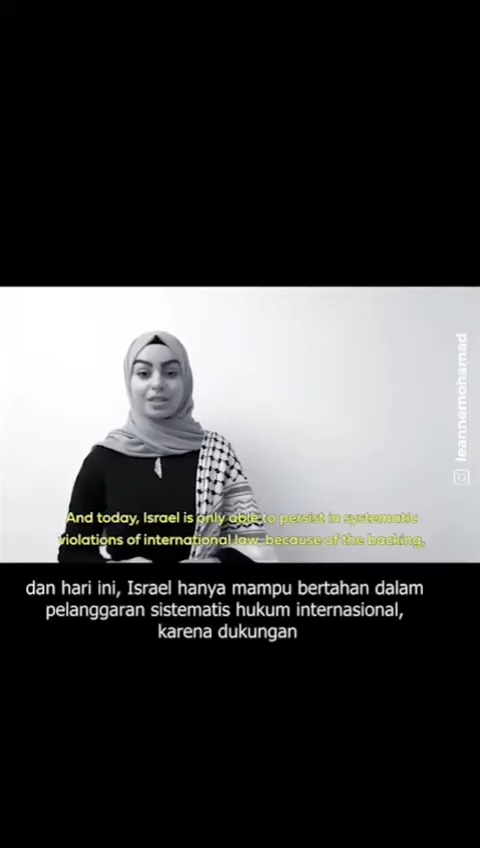 leannemohamad
And today, Israel is only able to persist in systematic
violations of international law, because of the backing,
dan hari ini, Israel hanya mampu bertahan dalam
pelanggaran sistematis hukum internasional,
karena dukungan